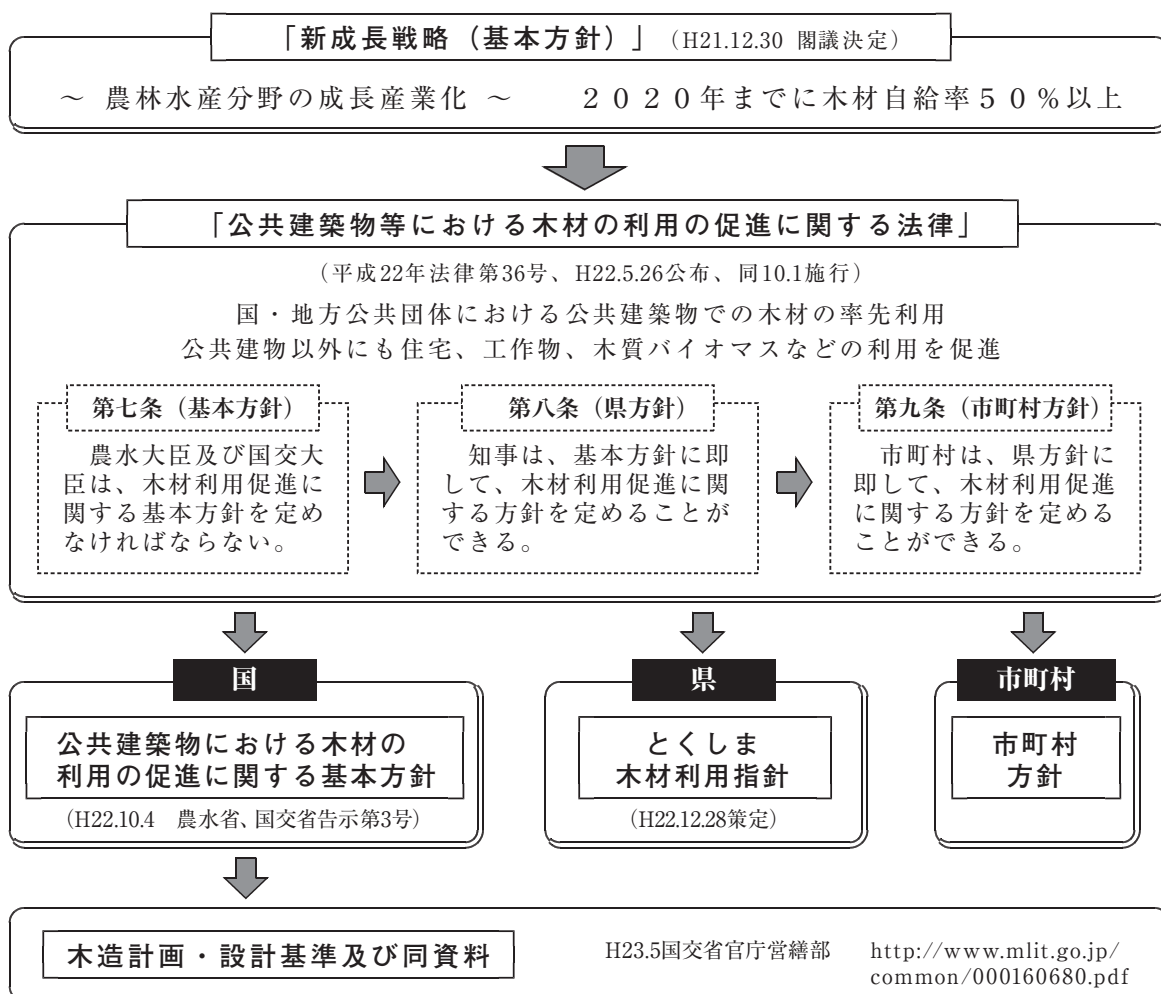 「新成長戦略（基本方針）」（H21.12.30 閣議決定）
～ 農林水産分野の成長産業化 ～　２０２０年までに木材自給率５０％以上
「公共建築物等における木材の利用の促進に関する法律」
（平成22年法律第36号、H22.5.26公布、同10.1施行）
国・地方公共団体における公共建築物での木材の率先利用
公共建物以外にも住宅、工作物、木質バイオマスなどの利用を促進
第七条（基本方針）
農水大臣及び国交大
臣は、木材利用促進に
関する基本方針を定め
なければならない。
第八条（県方針）
知事は、基本方針に即
して、木材利用促進に関
する方針を定めることが
できる。
第九条（市町村方針）
市町村は、県方針に
即して、木材利用促進
に関する方針を定める
ことができる。
国
公共建築物における木材の
利用の促進に関する基本方針
（H22.10.4　農水省、国交省告示第3号）
県
とくしま
木材利用指針
（H22.12.28策定）
市町村
市町村
方針
木造計画・設計基準及び同資料
H23.5国交省官庁営繕部
http://www.mlit.go.jp/
common/000160680.pdf